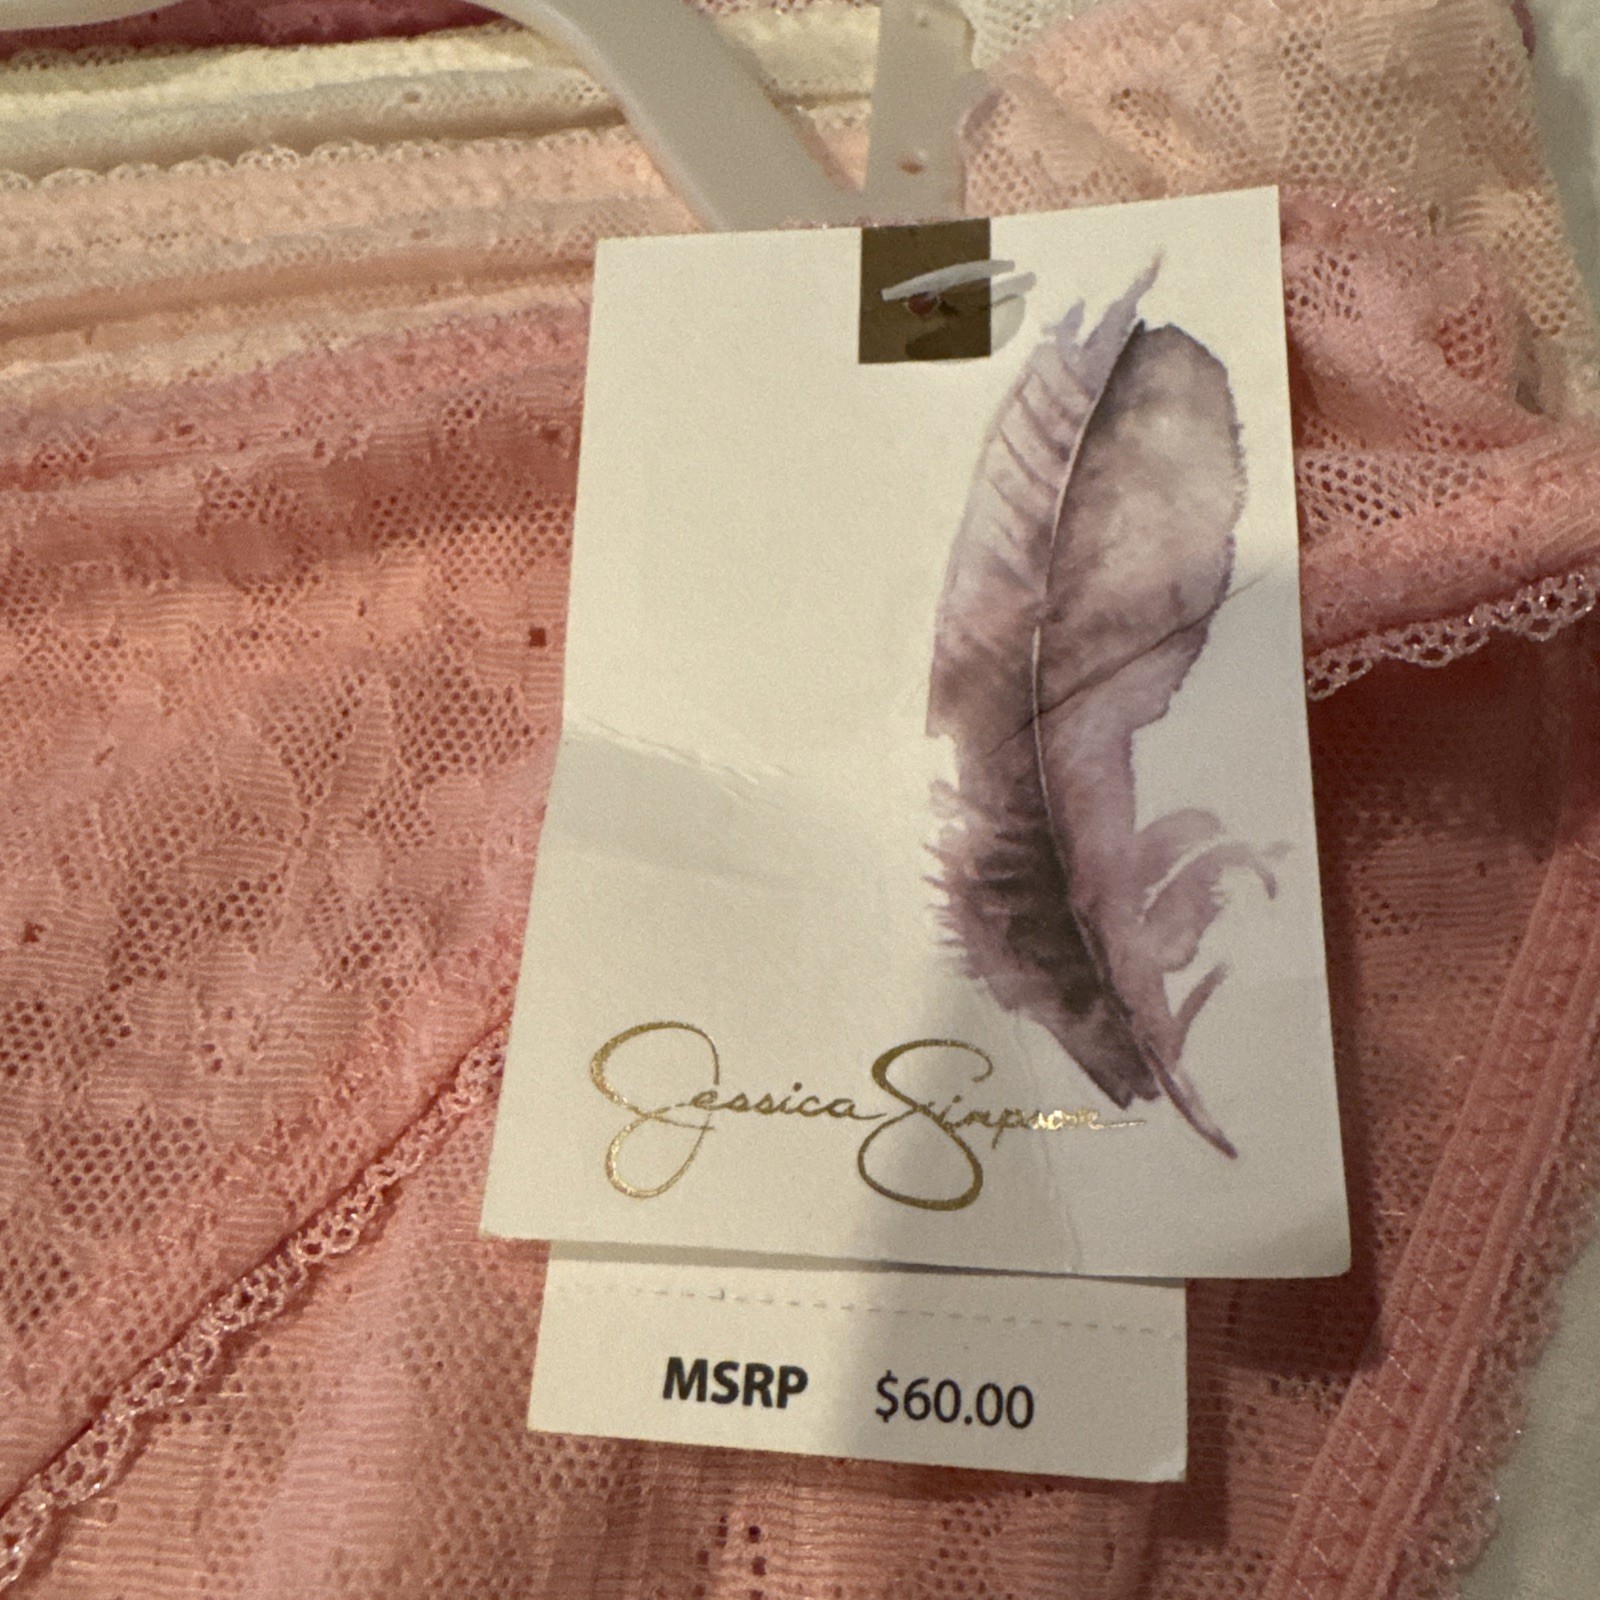 Jessica Simpson
MSRP $60.00